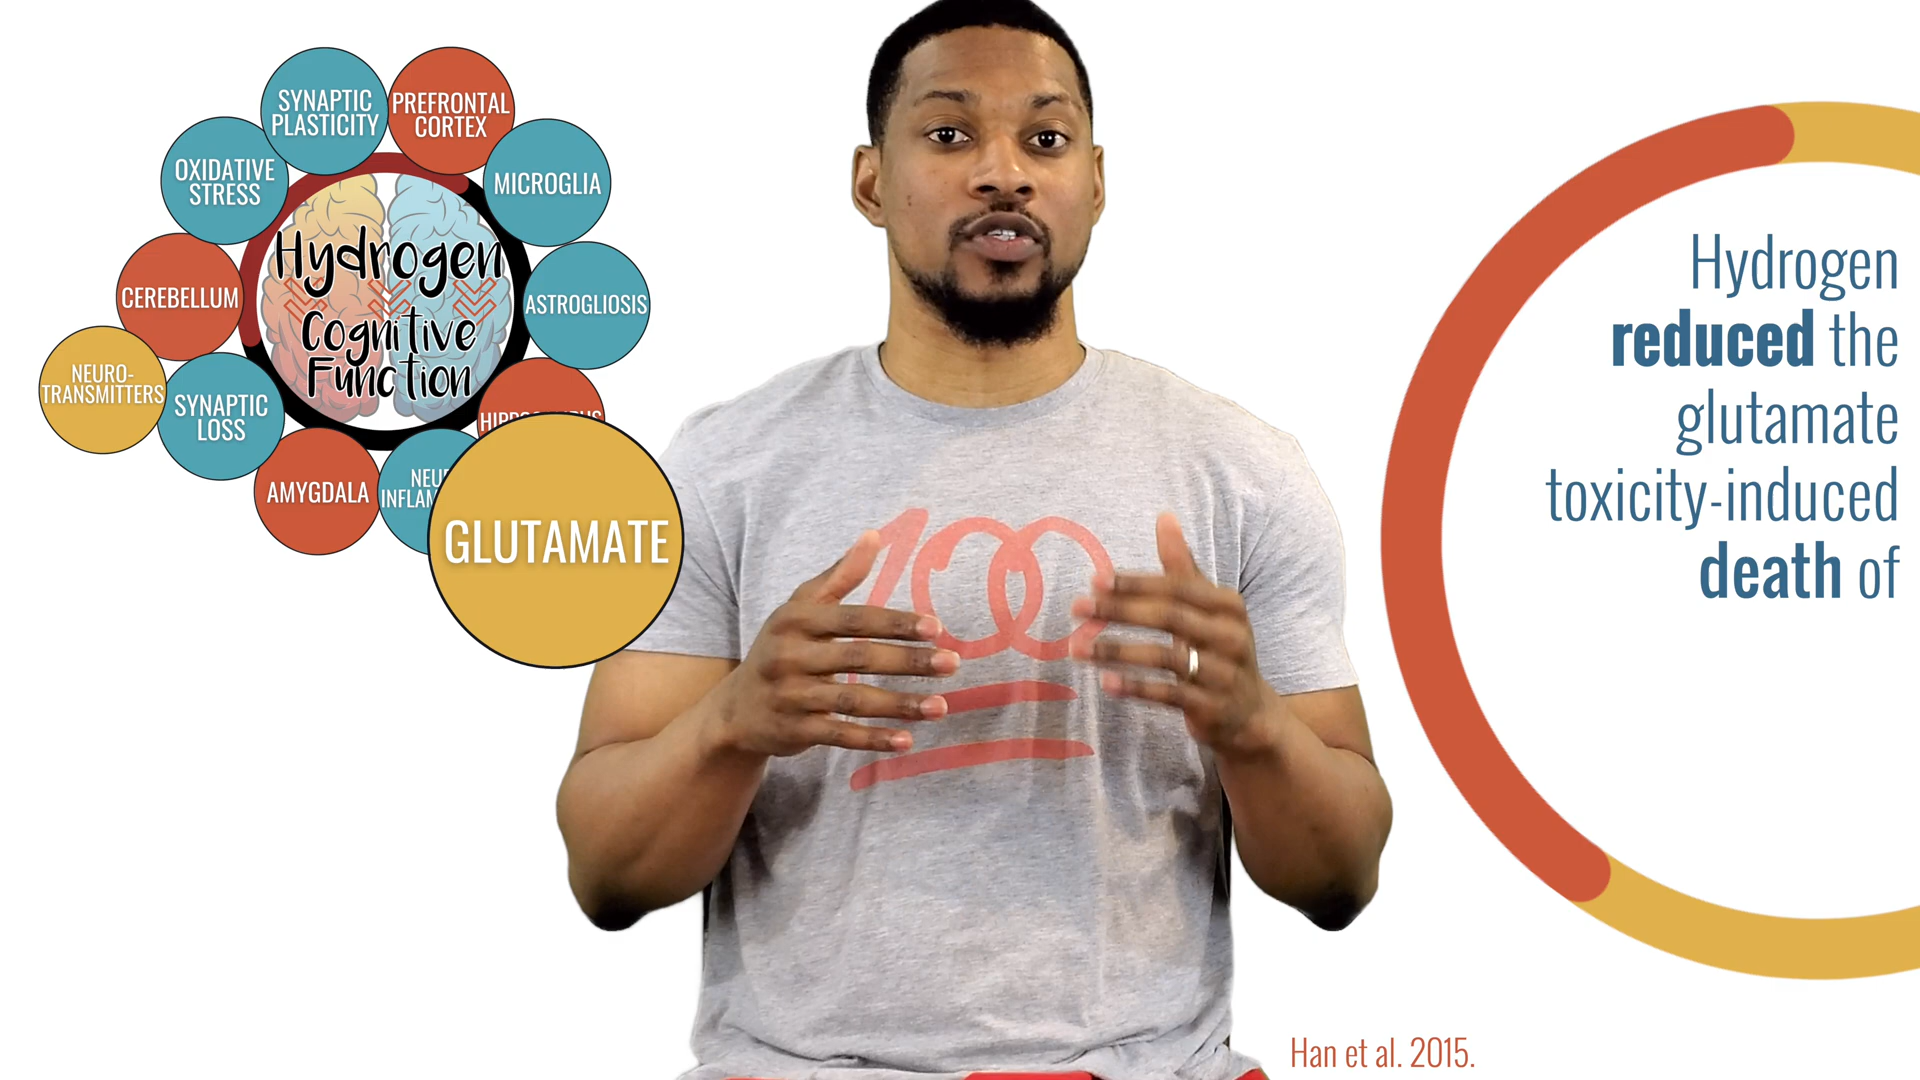 SYNAPTIC
PLASTICITY
PREFRONTAL
CORTEX
OXIDATIVE
STRESS
MICROGLIA
CEREBELLUM
ASTROGLIOSIS
NEURO-
TRANSMITTERS
SYNAPTIC
LOSS
AMYGDALA
GLUTAMATE
Hydrogen
Cognitive
Function
100
Hydrogen
reduced the
glutamate
toxicity-induced
death of
Han et al. 2015.